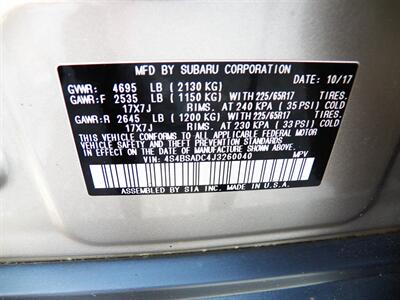 MFD BY SUBARU CORPORATION DATE: 10/17
GVWR: 4695 LB ( 2130 KG)
GAWR:F 2535 LB ( 1150 KG) WITH 225/65R17 TIRES.
17X7J RIMS. AT 240 KPA ( 35 PSI) COLD
GAWR:R 2645 LB ( 1200 KG) WITH 225/65R17 TIRES.
17X7J RIMS. AT 230 KPA ( 33 PSI) COLD
THIS VEHICLE CONFORMS TO ALL APPLICABLE FEDERAL MOTOR
VEHICLE SAFETY AND THEFT PREVENTION STANDARDS
IN EFFECT ON THE DATE OF MANUFACTURE SHOWN ABOVE.
VIN: 4S4BSADC4J3260040 MPV
ASSEMBLED BY SIA INC. MADE IN U.S.A.